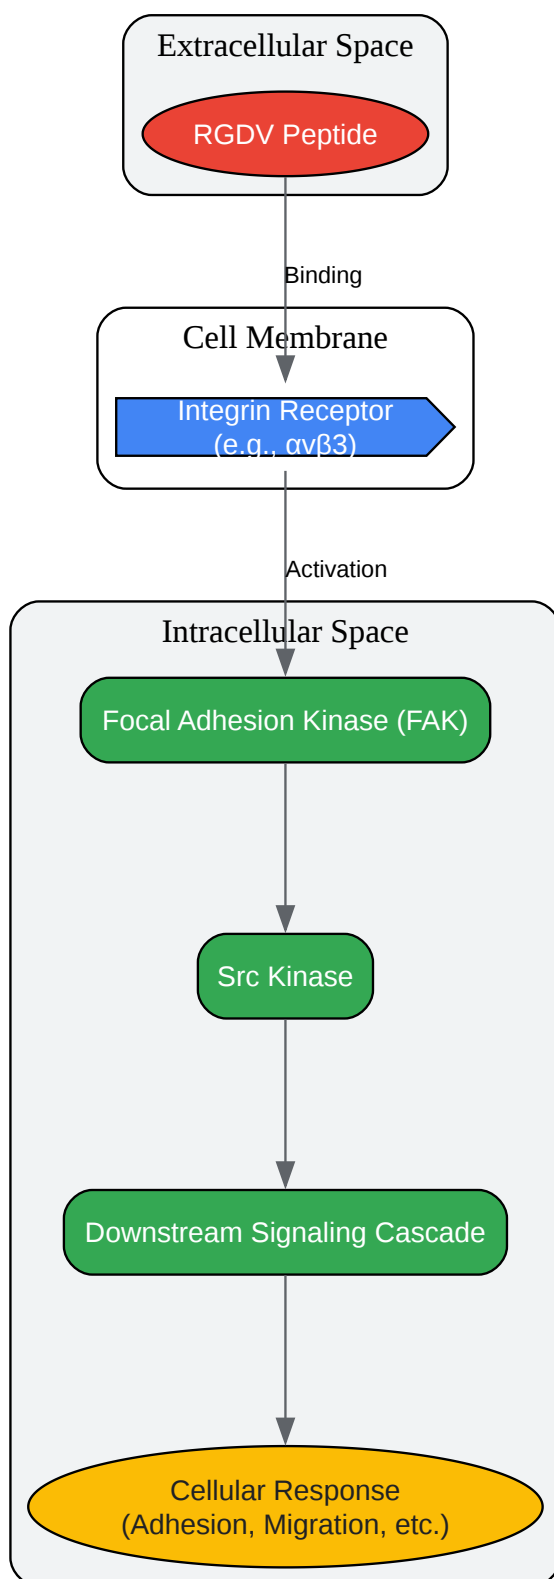 Extracellular Space
RGDV Peptide
Binding
Cell Membrane
Integrin Receptor
(e.g., αvβ3)
Activation
Intracellular Space
Focal Adhesion Kinase (FAK)
Src Kinase
Downstream Signaling Cascade
Cellular Response
(Adhesion, Migration, etc.)